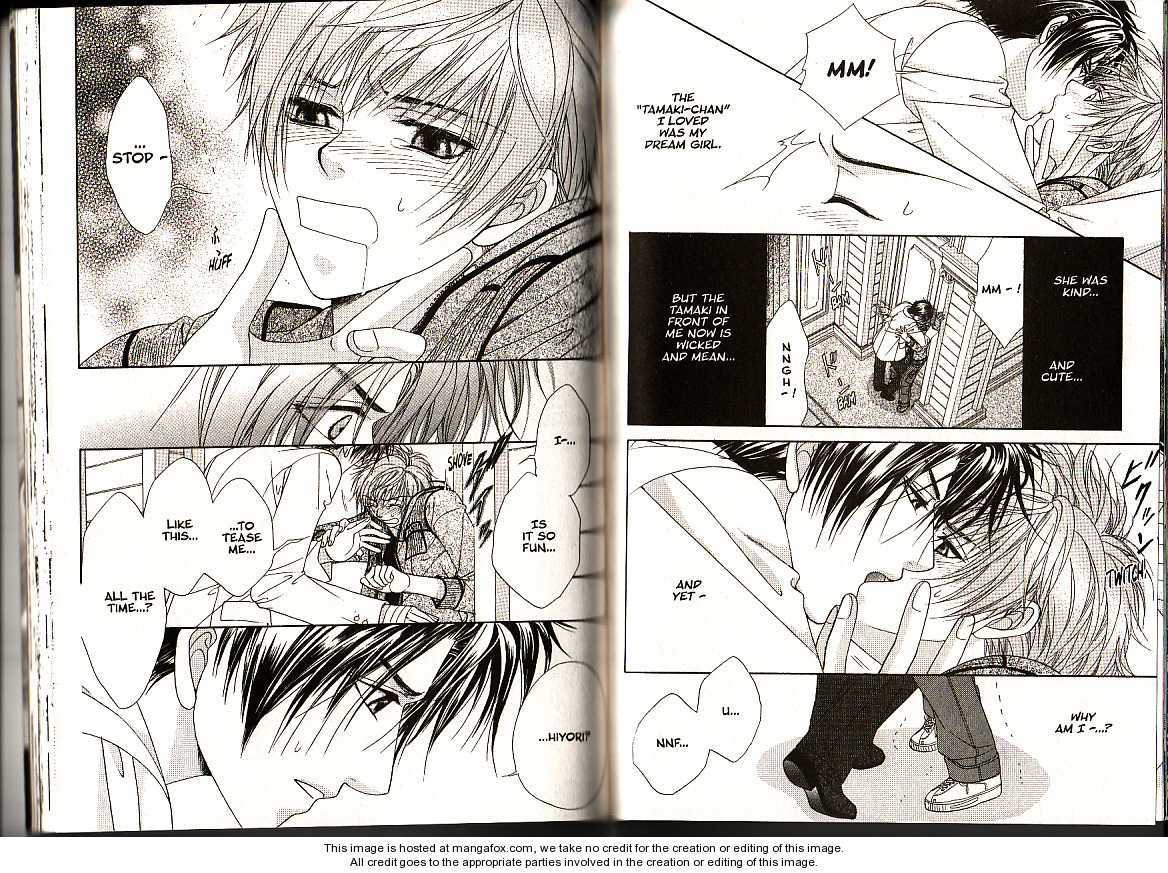 MM!
THE
"TAMAKI-CHAN"
I LOVED
WAS MY
DREAM GIRL.
SHE WAS
KIND...
AND
CUTE...
MM ~!
NNGH~!
BUT THE
TAMAKI IN
FRONT OF
ME NOW IS
WICKED
AND MEAN...
TWITCH
AND
YET ~
WHY
AM I ~...?
U...
NNF...
...
STOP ~
HUFF
I-...
IS
IT SO
FUN...
SHOVE
...TO
TEASE
ME...
LIKE
THIS...
ALL THE
TIME...?
...HIYORI?
This image is hosted at mangafox.com, we take no credit for the creation or editing of this image.
All credit goes to the appropriate parties involved in the creation or editing of this image.